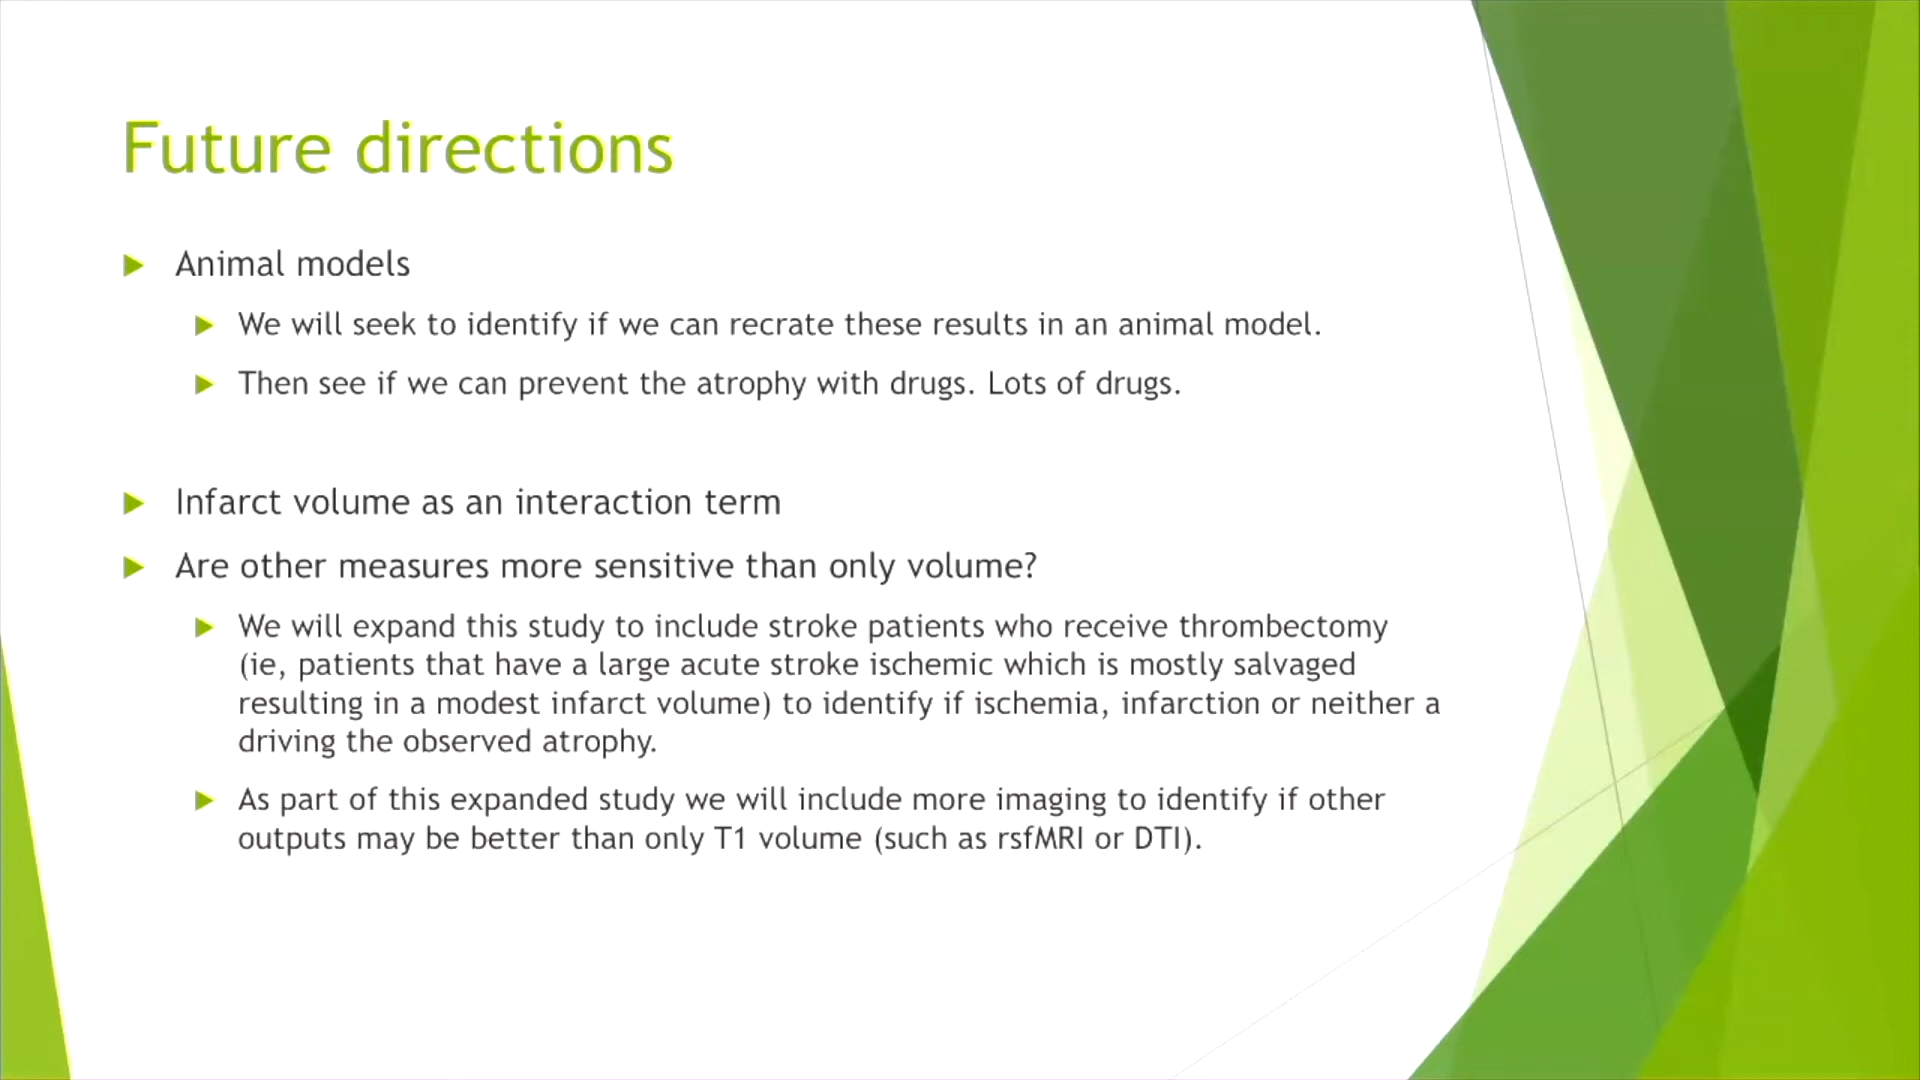 Future directions
Animal models
We will seek to identify if we can recrate these results in an animal model.
Then see if we can prevent the atrophy with drugs. Lots of drugs.
Infarct volume as an interaction term
Are other measures more sensitive than only volume?
We will expand this study to include stroke patients who receive thrombectomy
(ie, patients that have a large acute stroke ischemic which is mostly salvaged
resulting in a modest infarct volume) to identify if ischemia, infarction or neither a
driving the observed atrophy.
As part of this expanded study we will include more imaging to identify if other
outputs may be better than only T1 volume (such as rsfMRI or DTI).